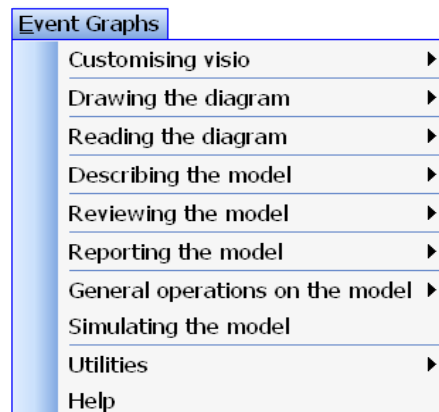 Event Graphs
Customising visio
Drawing the diagram
Reading the diagram
Describing the model
Reviewing the model
Reporting the model
General operations on the model
Simulating the model
Utilities
Help